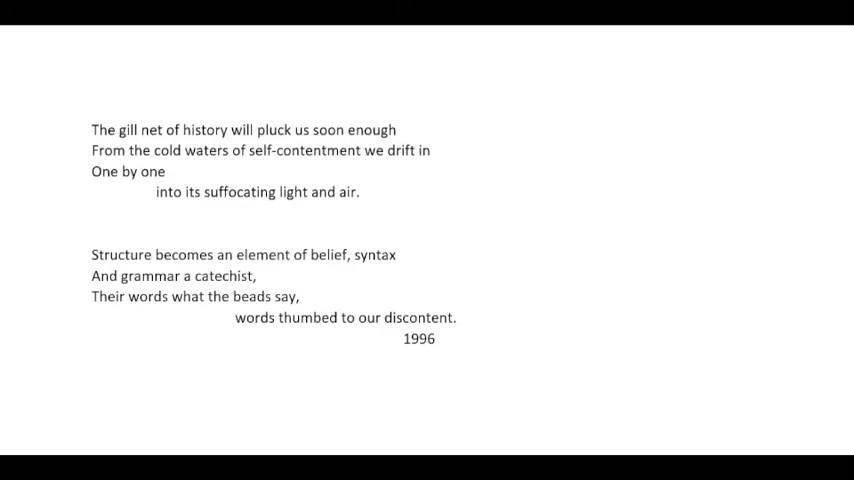 The gill net of history will pluck us soon enough
From the cold waters of self-contentment we drift in
One by one
into its suffocating light and air.
Structure becomes an element of belief, syntax
And grammar a catechist,
Their words what the beads say,
words thumbed to our discontent.
1996